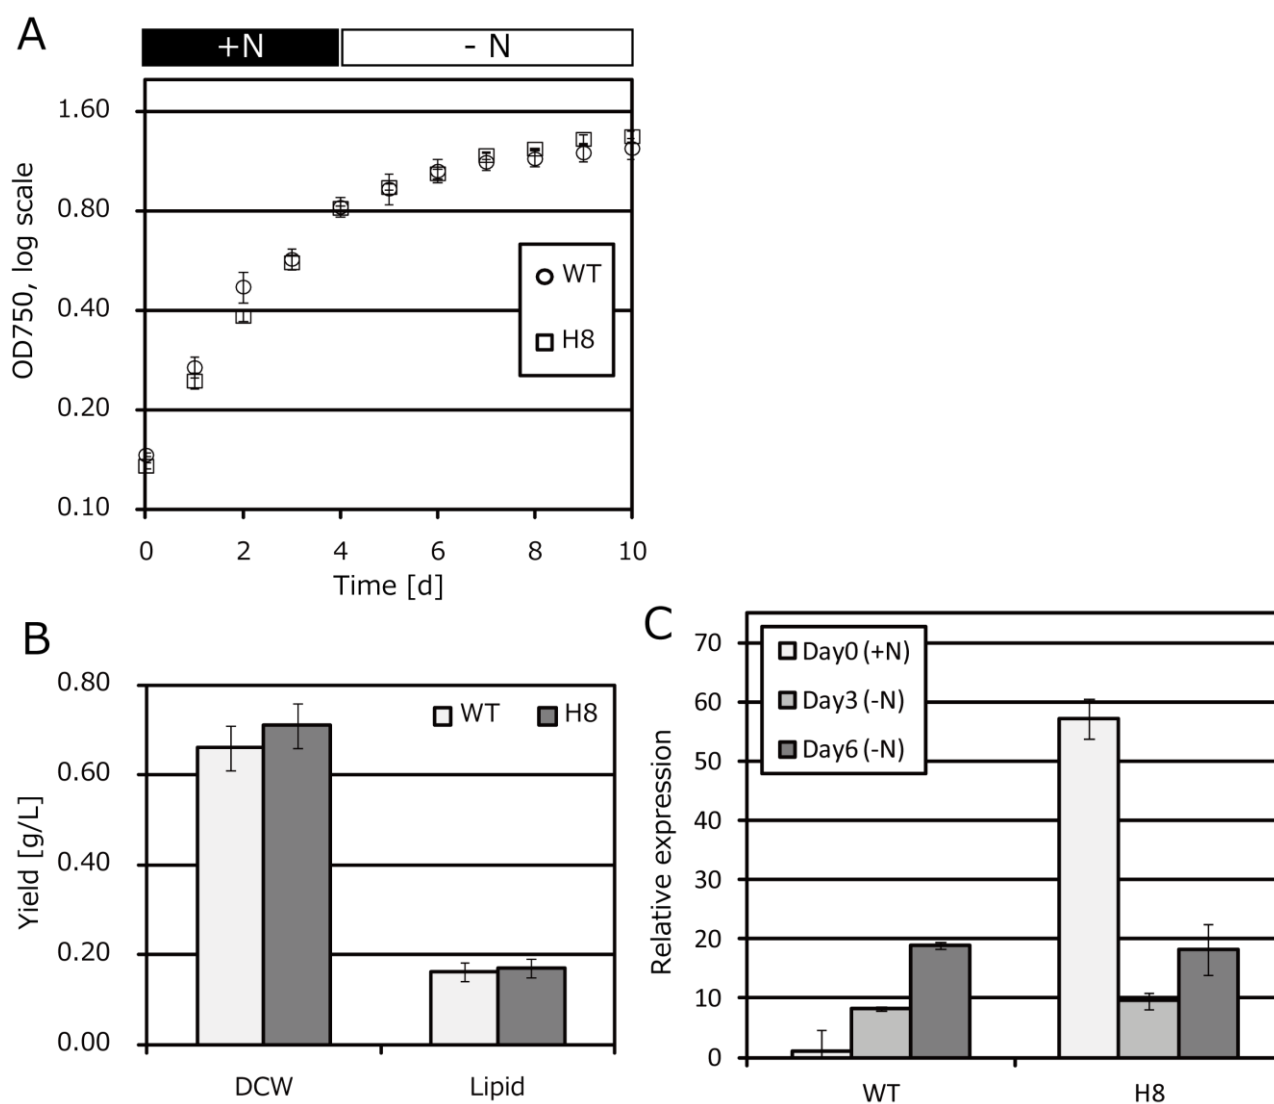 A
+N
- N
OD750, log scale
1.60
0.80
0.40
0.20
0.10
WT
H8
0 2 4 6 8 10
Time [d]
B
Yield [g/L]
0.80
0.60
0.40
0.20
0.00
WT H8
DCW Lipid
C
Relative expression
70
60
50
40
30
20
10
0
Day0 (+N)
Day3 (-N)
Day6 (-N)
WT H8